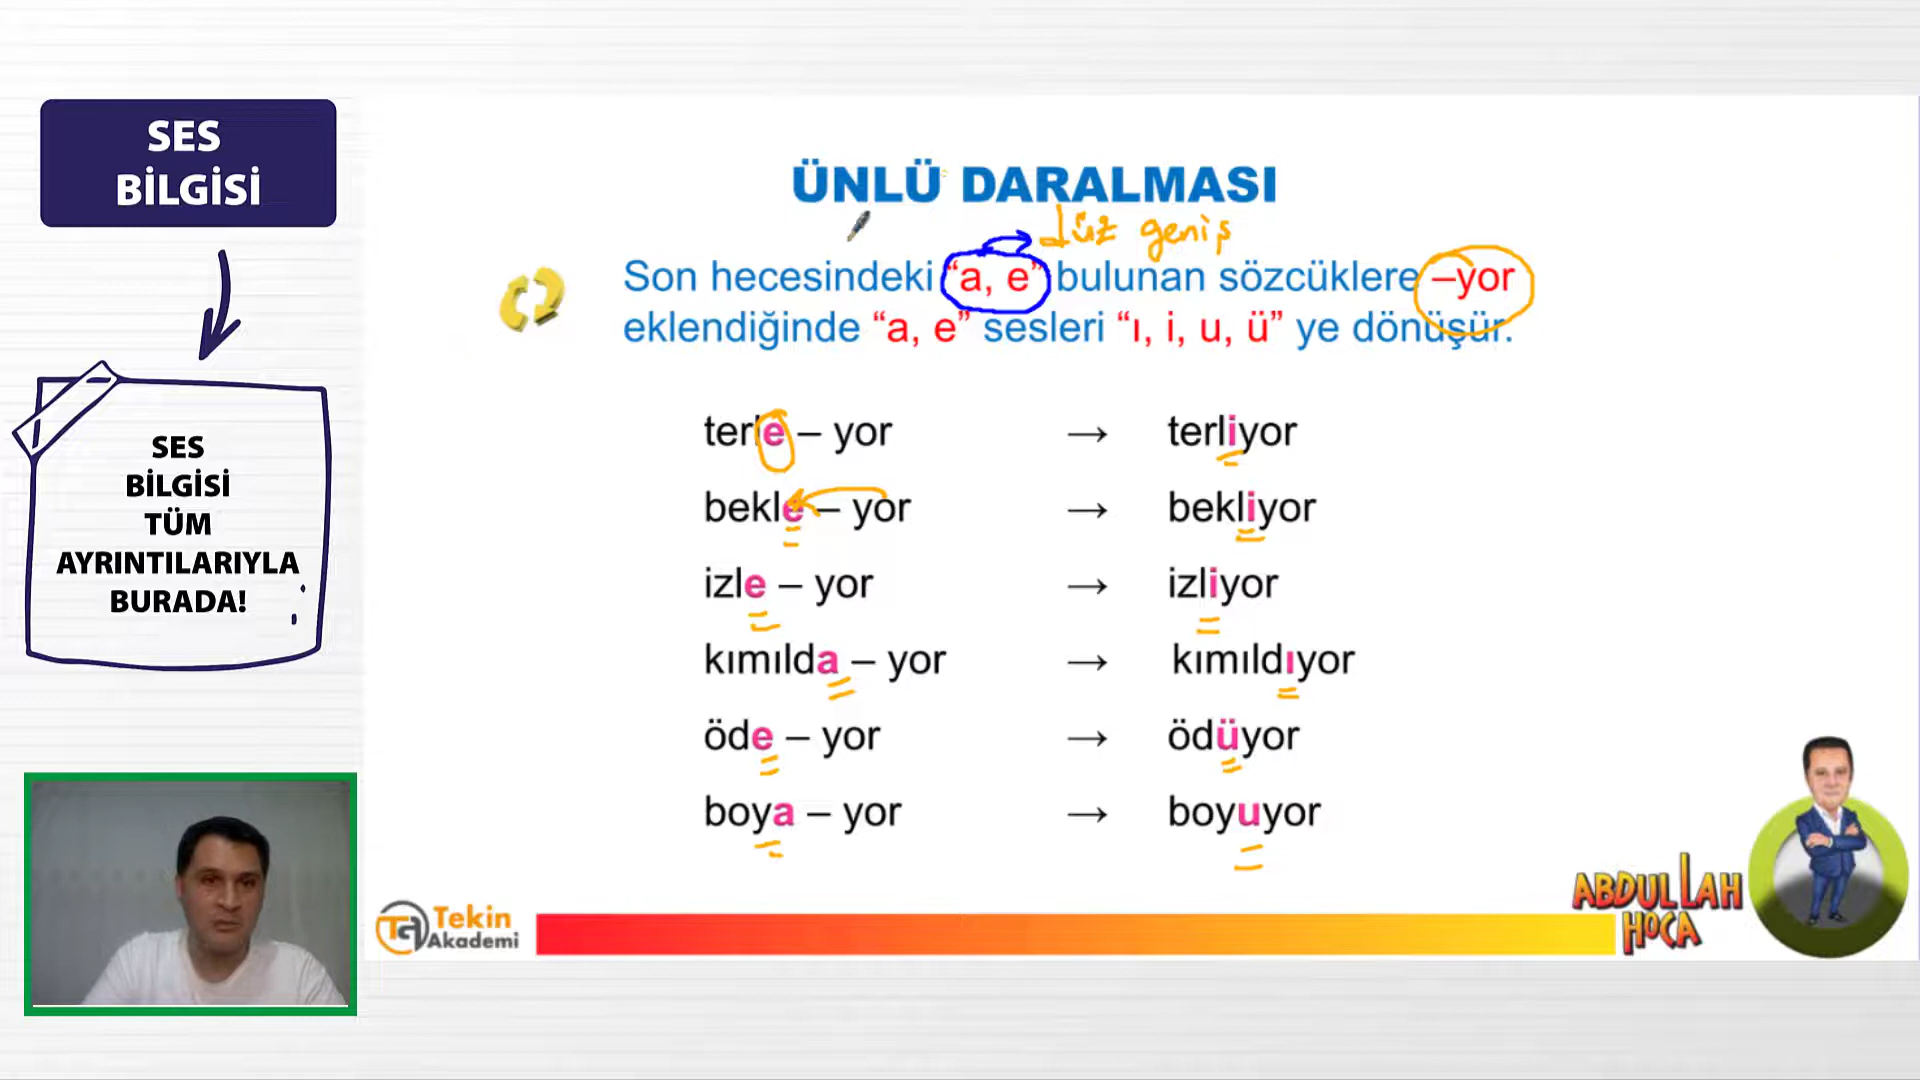 SES
BİLGİSİ
SES
BİLGİSİ
TÜM
AYRINTILARIYLA
BURADA!
ÜNLÜ DARALMASI
düz geniş
Son hecesindeki “a, e” bulunan sözcüklere –yor
eklendiğinde “a, e” sesleri “ı, i, u, ü” ye dönüşür.
terle – yor → terliyor
bekle – yor → bekliyor
izle – yor → izliyor
kımılda – yor → kımıldıyor
öde – yor → ödüyor
boya – yor → boyuyor
Tekin
Akademi
ABDULLAH
HOCA